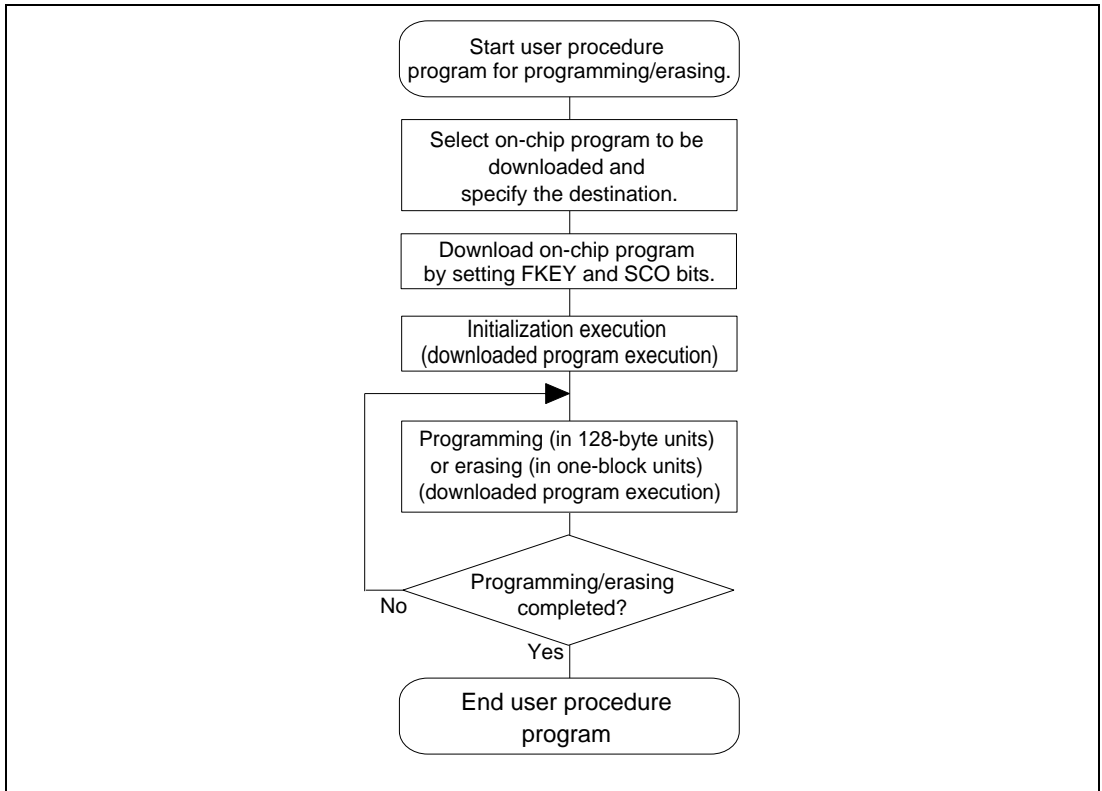 Start user procedure
program for programming/erasing.
Select on-chip program to be
downloaded and
specify the destination.
Download on-chip program
by setting FKEY and SCO bits.
Initialization execution
(downloaded program execution)
Programming (in 128-byte units)
or erasing (in one-block units)
(downloaded program execution)
Programming/erasing
completed?
No
Yes
End user procedure
program